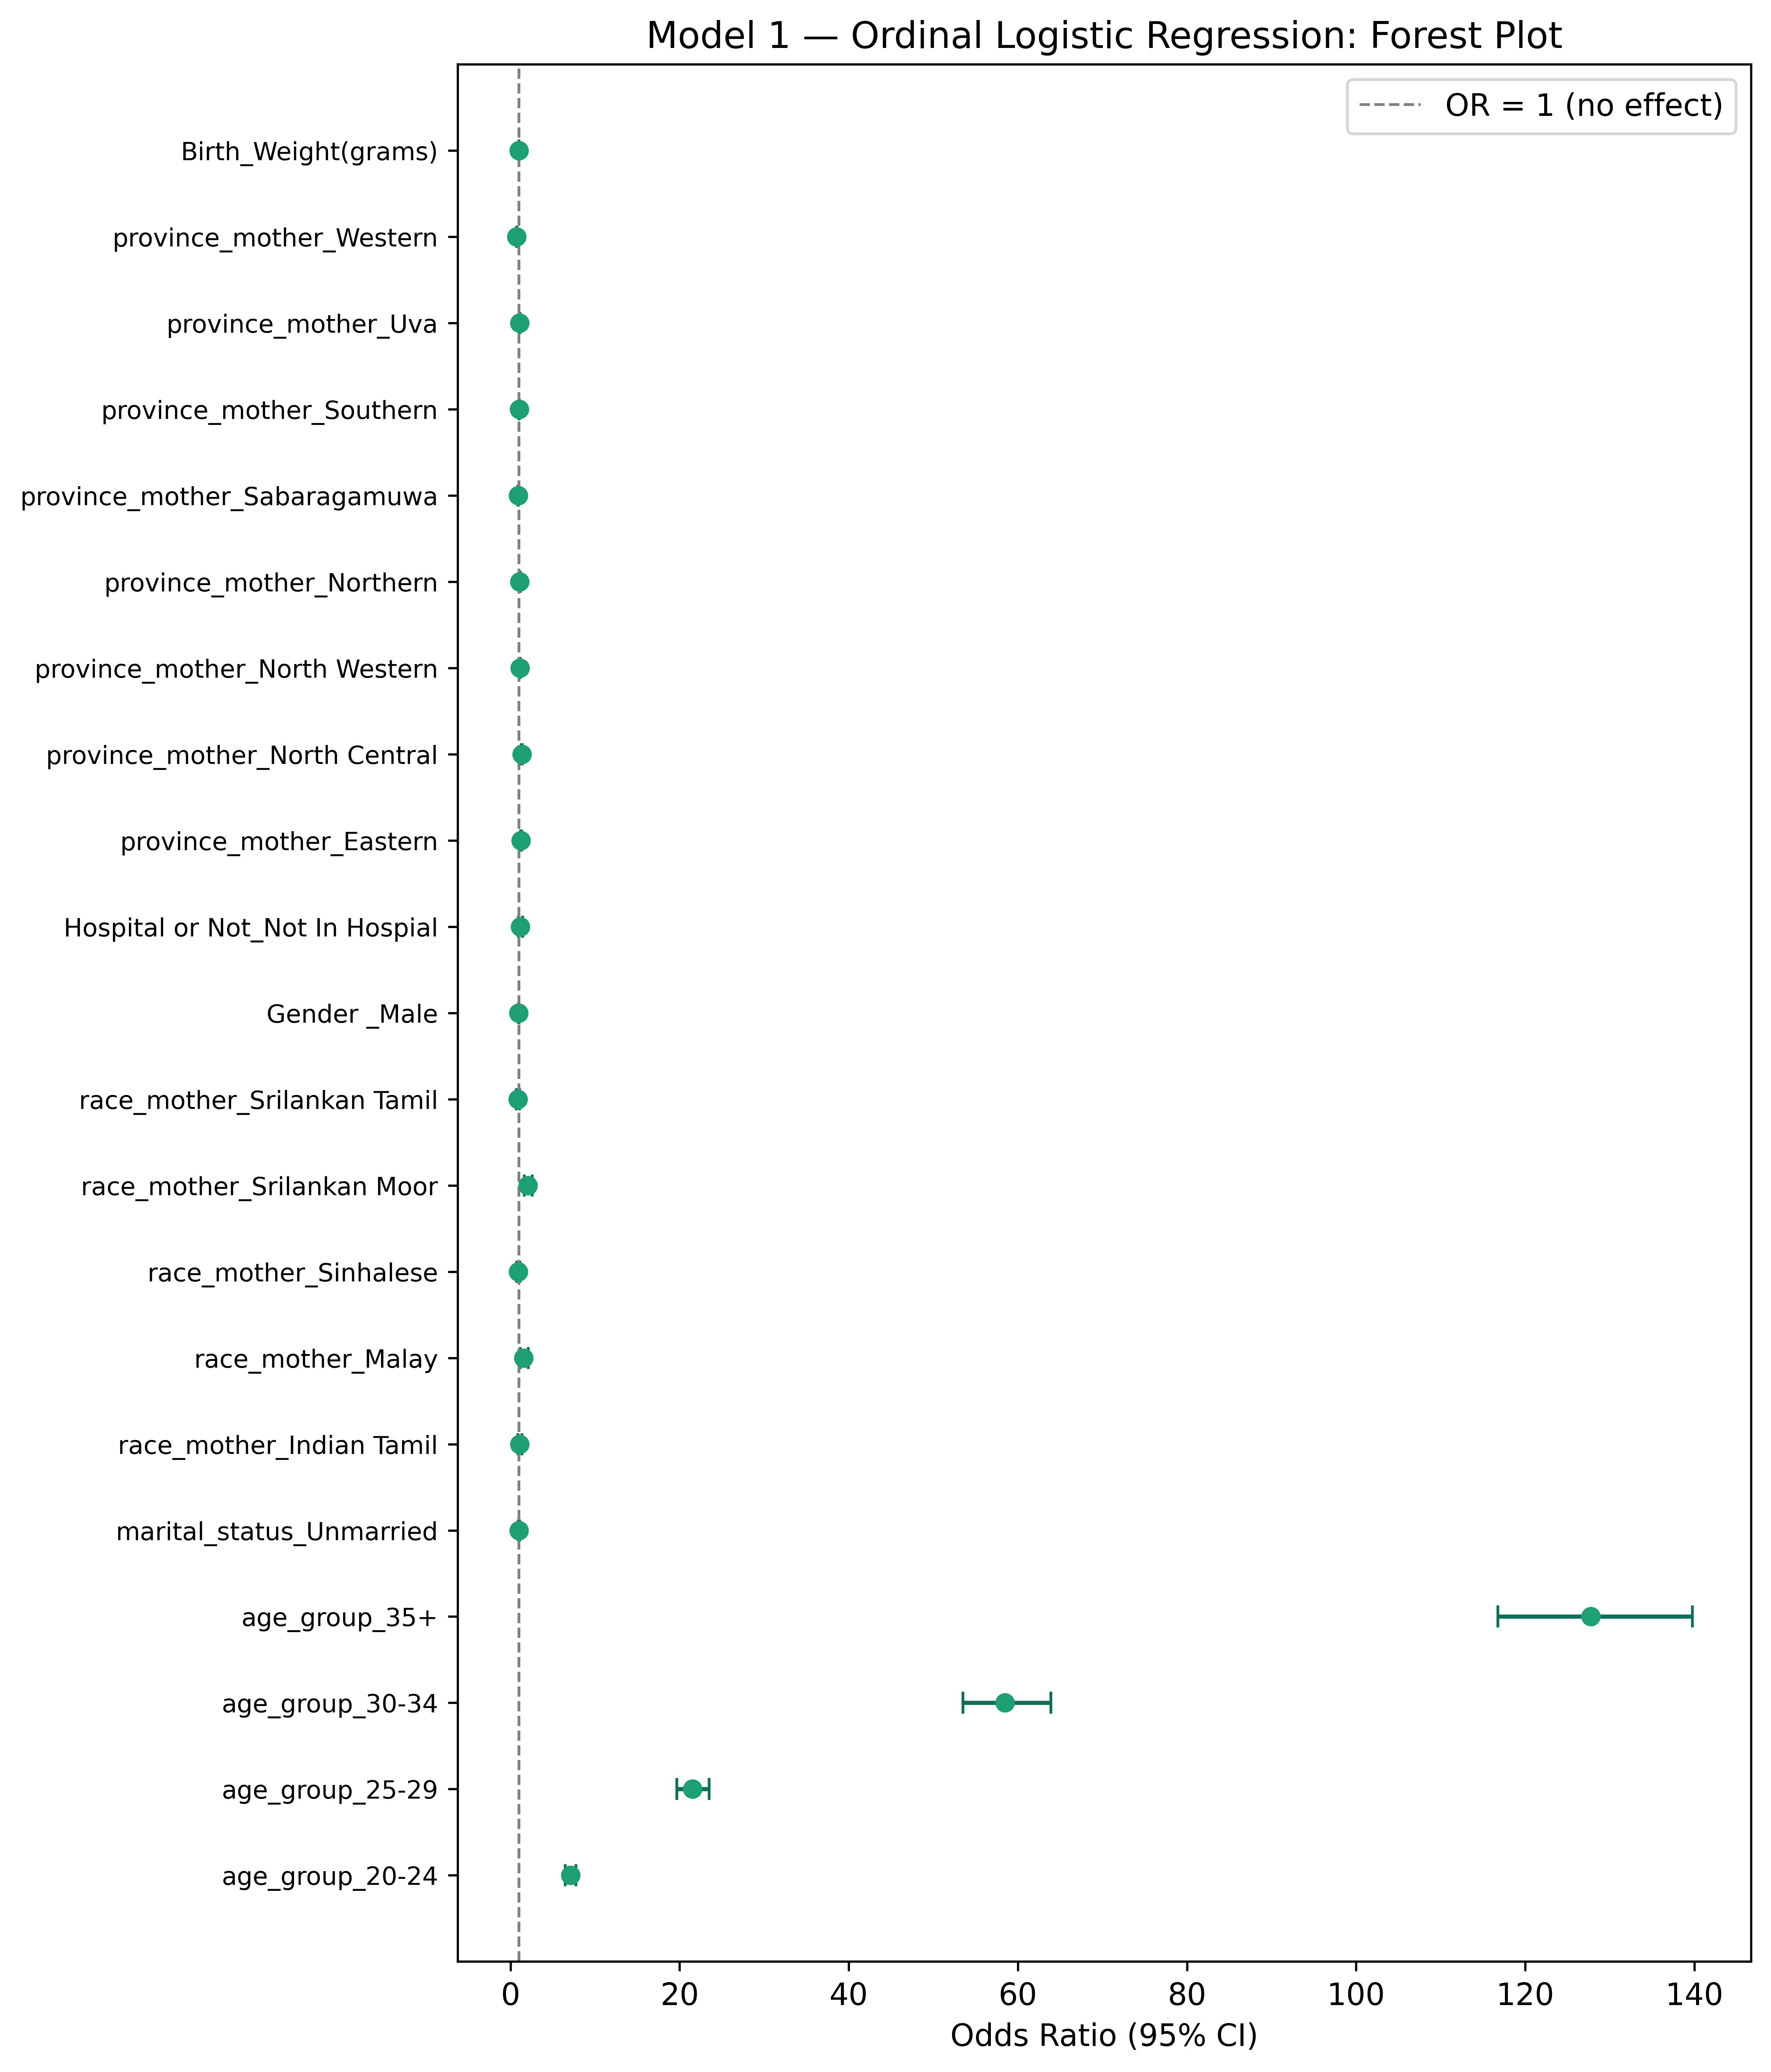 Model 1 — Ordinal Logistic Regression: Forest Plot
OR = 1 (no effect)
Birth_Weight(grams)
province_mother_Western
province_mother_Uva
province_mother_Southern
province_mother_Sabaragamuwa
province_mother_Northern
province_mother_North Western
province_mother_North Central
province_mother_Eastern
Hospital or Not_Not In Hospial
Gender _Male
race_mother_Srilankan Tamil
race_mother_Srilankan Moor
race_mother_Sinhalese
race_mother_Malay
race_mother_Indian Tamil
marital_status_Unmarried
age_group_35+
age_group_30-34
age_group_25-29
age_group_20-24
0 20 40 60 80 100 120 140
Odds Ratio (95% CI)